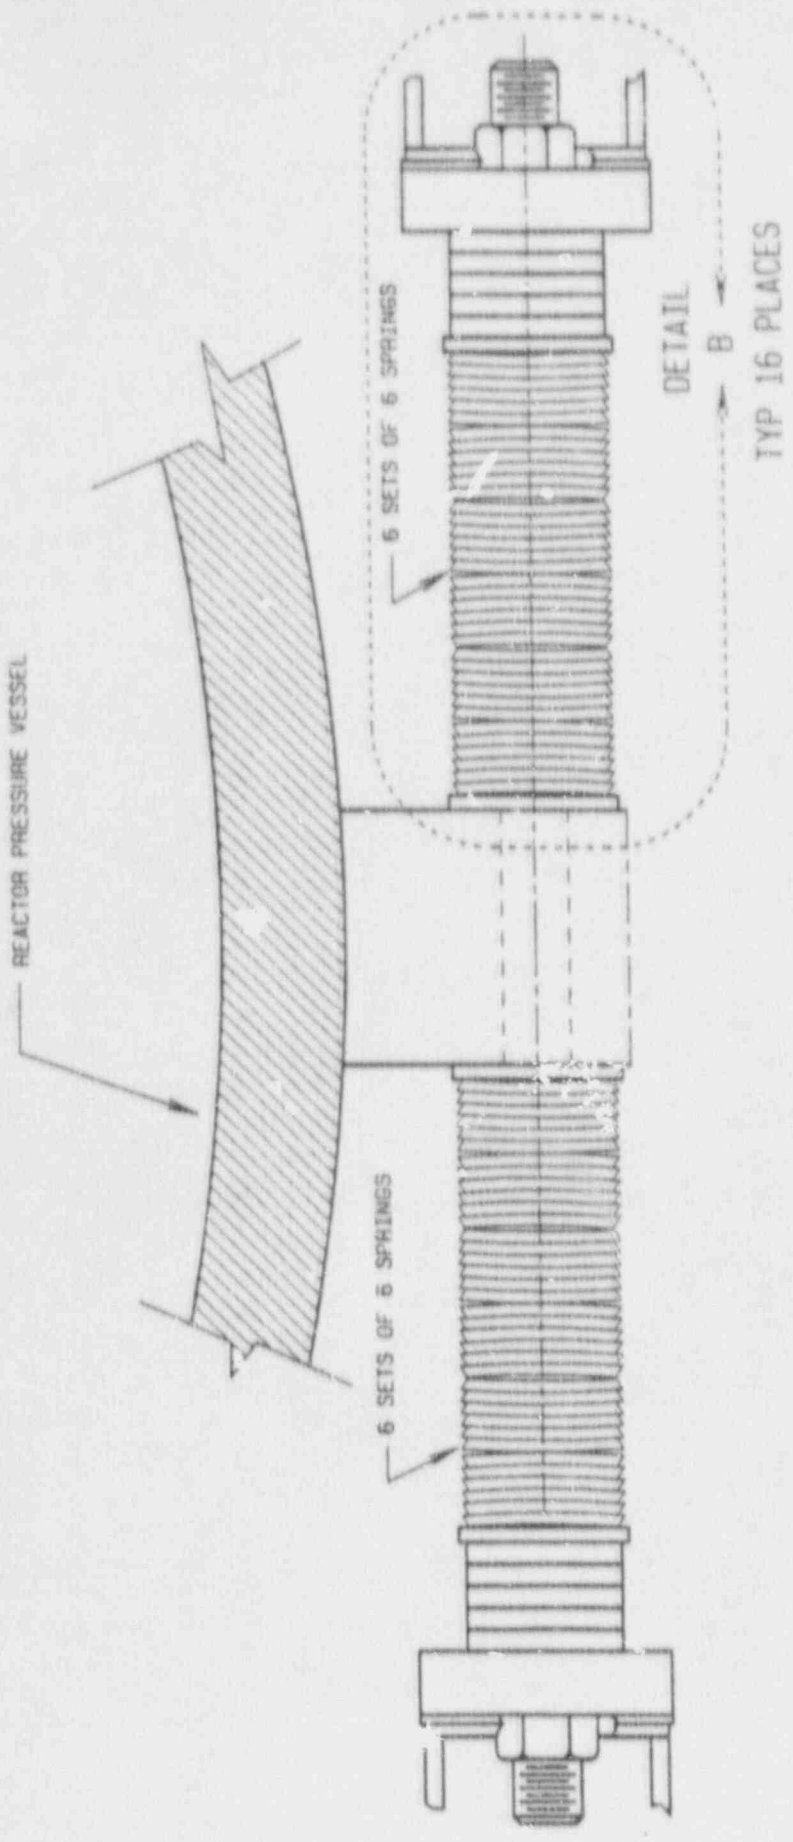 REACTOR PRESSURE VESSEL
6 SETS OF 6 SPRINGS
6 SETS OF 6 SPRINGS
DETAIL
B
TYP 16 PLACES